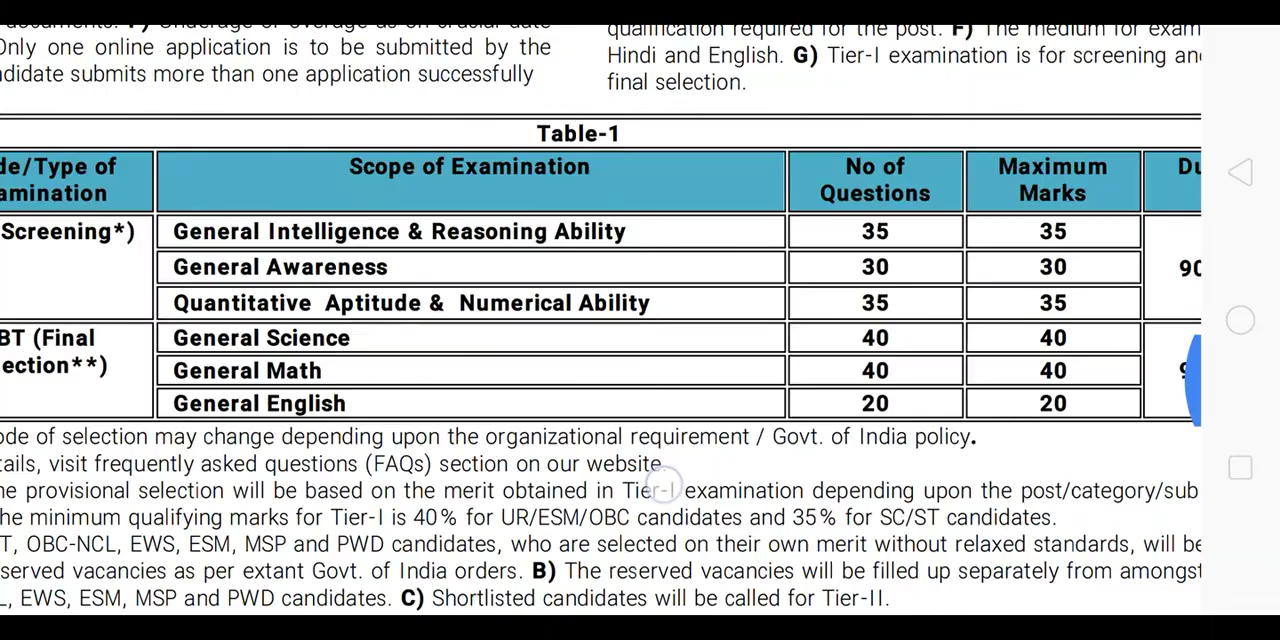 Underage or overage as on crucial date
Only one online application is to be submitted by the
didate submits more than one application successfully
qualification required for the post. F) The medium for exam
Hindi and English. G) Tier-I examination is for screening an
final selection.
Table-1
de/Type of
amination
Scope of Examination
No of
Questions
Maximum
Marks
Du
Screening*)
General Intelligence & Reasoning Ability 35 35
General Awareness 30 30
90
Quantitative Aptitude & Numerical Ability 35 35
BT (Final
ection**)
General Science 40 40
General Math 40 40
General English 20 20
ode of selection may change depending upon the organizational requirement / Govt. of India policy.
tails, visit frequently asked questions (FAQs) section on our website.
he provisional selection will be based on the merit obtained in Tier-I examination depending upon the post/category/sub
he minimum qualifying marks for Tier-I is 40% for UR/ESM/OBC candidates and 35% for SC/ST candidates.
T, OBC-NCL, EWS, ESM, MSP and PWD candidates, who are selected on their own merit without relaxed standards, will be
served vacancies as per extant Govt. of India orders. B) The reserved vacancies will be filled up separately from amongst
L, EWS, ESM, MSP and PWD candidates. C) Shortlisted candidates will be called for Tier-II.